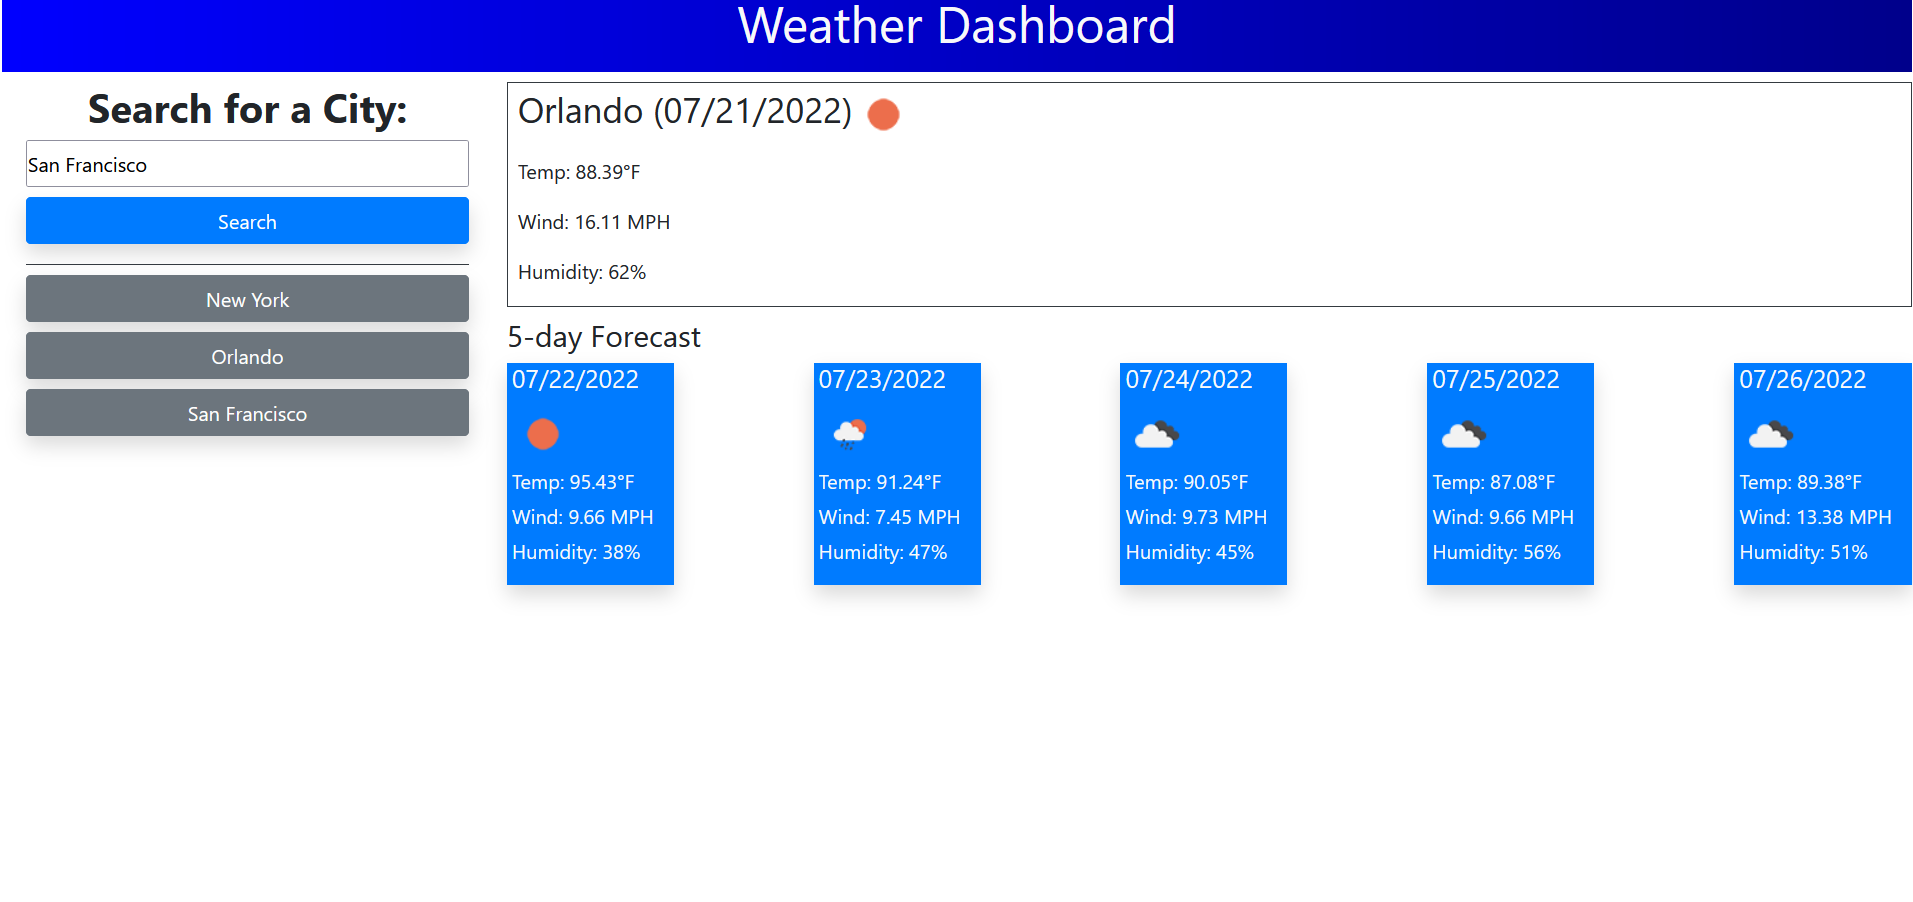 Weather Dashboard
Search for a City:
San Francisco
Search
New York
Orlando
San Francisco
Orlando (07/21/2022)
Temp: 88.39°F
Wind: 16.11 MPH
Humidity: 62%
5-day Forecast
07/22/2022
Temp: 95.43°F
Wind: 9.66 MPH
Humidity: 38%
07/23/2022
Temp: 91.24°F
Wind: 7.45 MPH
Humidity: 47%
07/24/2022
Temp: 90.05°F
Wind: 9.73 MPH
Humidity: 45%
07/25/2022
Temp: 87.08°F
Wind: 9.66 MPH
Humidity: 56%
07/26/2022
Temp: 89.38°F
Wind: 13.38 MPH
Humidity: 51%